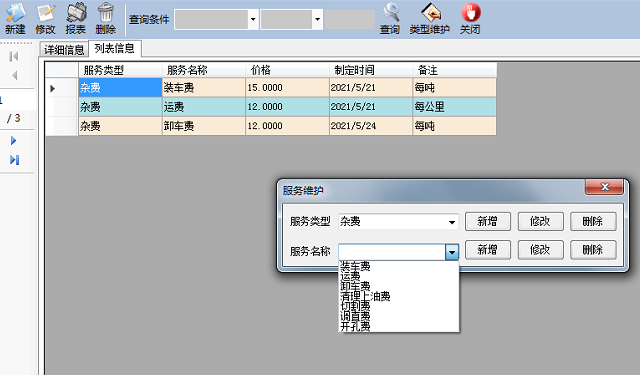 新建 修改 报表 删除 查询条件 查询 类型维护 关闭
详细信息 列表信息
服务类型 服务名称 价格 制定时间 备注
杂费 装车费 15.0000 2021/5/21 每吨
1
杂费 运费 12.0000 2021/5/21 每公里
/ 3
杂费 卸车费 12.0000 2021/5/24 每吨
服务维护
服务类型 杂费 新增 修改 删除
服务名称 新增 修改 删除
装车费
运费
卸车费
清理上油费
切割费
调直费
开孔费